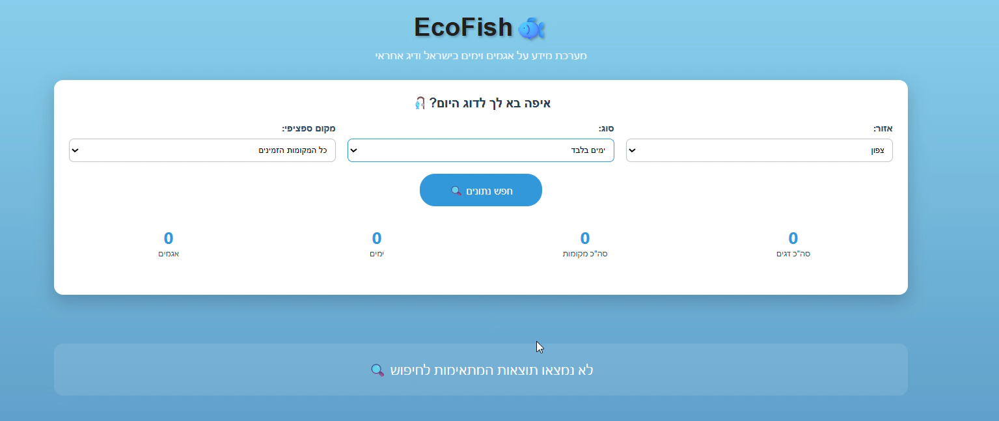 EcoFish
מערכת מידע על אגמים וימים בישראל ודיג אחראי
איפה בא לך לדוג היום?
אזור:
סוג:
מקום ספציפי:
צפון
ימים בלבד
כל המקומות הזמינים
חפש נתונים
0
0
0
0
סה"כ דגים
סה"כ מקומות
ימים
אגמים
לא נמצאו תוצאות המתאימות לחיפוש